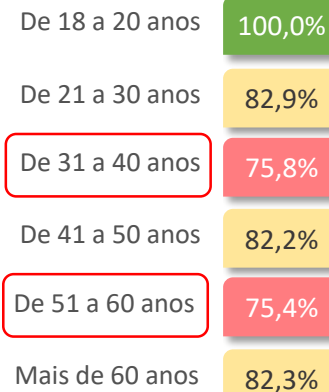 De 18 a 20 anos 100,0%
De 21 a 30 anos 82,9%
De 31 a 40 anos 75,8%
De 41 a 50 anos 82,2%
De 51 a 60 anos 75,4%
Mais de 60 anos 82,3%